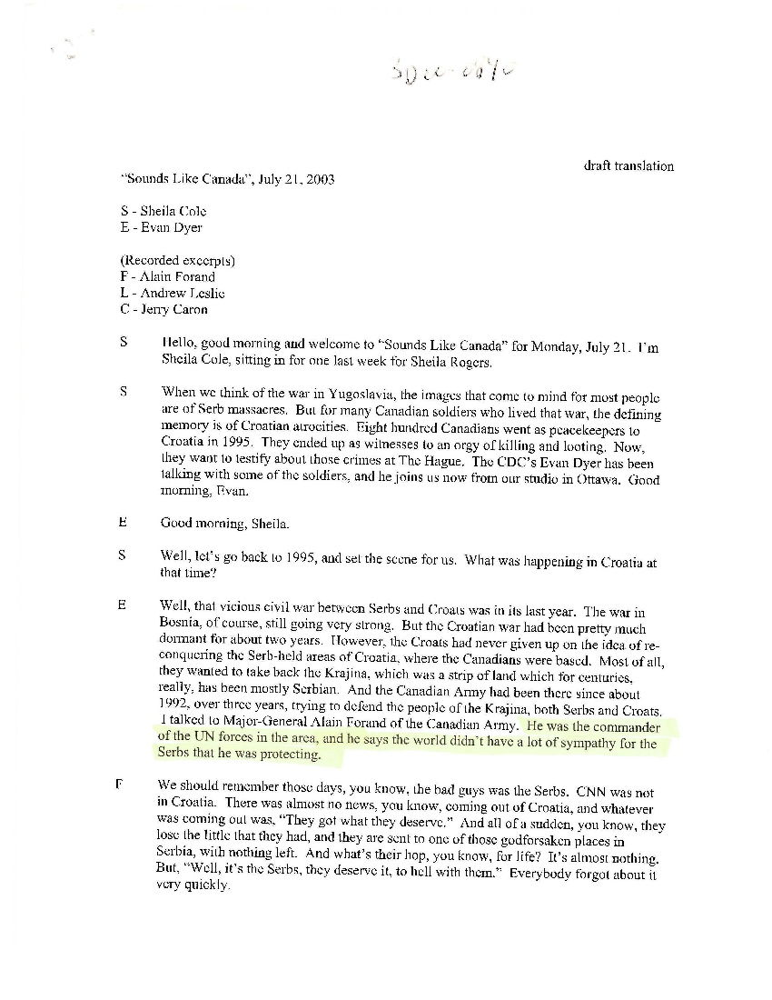 draft translation
"Sounds Like Canada", July 21, 2003
S - Sheila Cole
E - Evan Dyer
(Recorded excerpts)
F - Alain Forand
L - Andrew Leslie
C - Jerry Caron
S Hello, good morning and welcome to "Sounds Like Canada" for Monday, July 21. I'm
Sheila Cole, sitting in for one last week for Sheila Rogers.
S When we think of the war in Yugoslavia, the images that come to mind for most people
are of Serb massacres. But for many Canadian soldiers who lived that war, the defining
memory is of Croatian atrocities. Eight hundred Canadians went as peacekeepers to
Croatia in 1995. They ended up as witnesses to an orgy of killing and looting. Now,
they want to testify about those crimes at The Hague. The CDC's Evan Dyer has been
talking with some of the soldiers, and he joins us now from our studio in Ottawa. Good
morning, Evan.
E Good morning, Sheila.
S Well, let's go back to 1995, and set the scene for us. What was happening in Croatia at
that time?
E Well, that vicious civil war between Serbs and Croats was in its last year. The war in
Bosnia, of course, still going very strong. But the Croatian war had been pretty much
dormant for about two years. However, the Croats had never given up on the idea of re-
conquering the Serb-held areas of Croatia, where the Canadians were based. Most of all,
they wanted to take back the Krajina, which was a strip of land which for centuries,
really, has been mostly Serbian. And the Canadian Army had been there since about
1992, over three years, trying to defend the people of the Krajina, both Serbs and Croats.
I talked to Major-General Alain Forand of the Canadian Army. He was the commander
of the UN forces in the area, and he says the world didn't have a lot of sympathy for the
Serbs that he was protecting.
F We should remember those days, you know, the bad guys was the Serbs. CNN was not
in Croatia. There was almost no news, you know, coming out of Croatia, and whatever
was coming out was, "They got what they deserve." And all of a sudden, you know, they
lose the little that they had, and they are sent to one of those godforsaken places in
Serbia, with nothing left. And what's their hop, you know, for life? It's almost nothing.
But, "Well, it's the Serbs, they deserve it, to hell with them." Everybody forgot about it
very quickly.